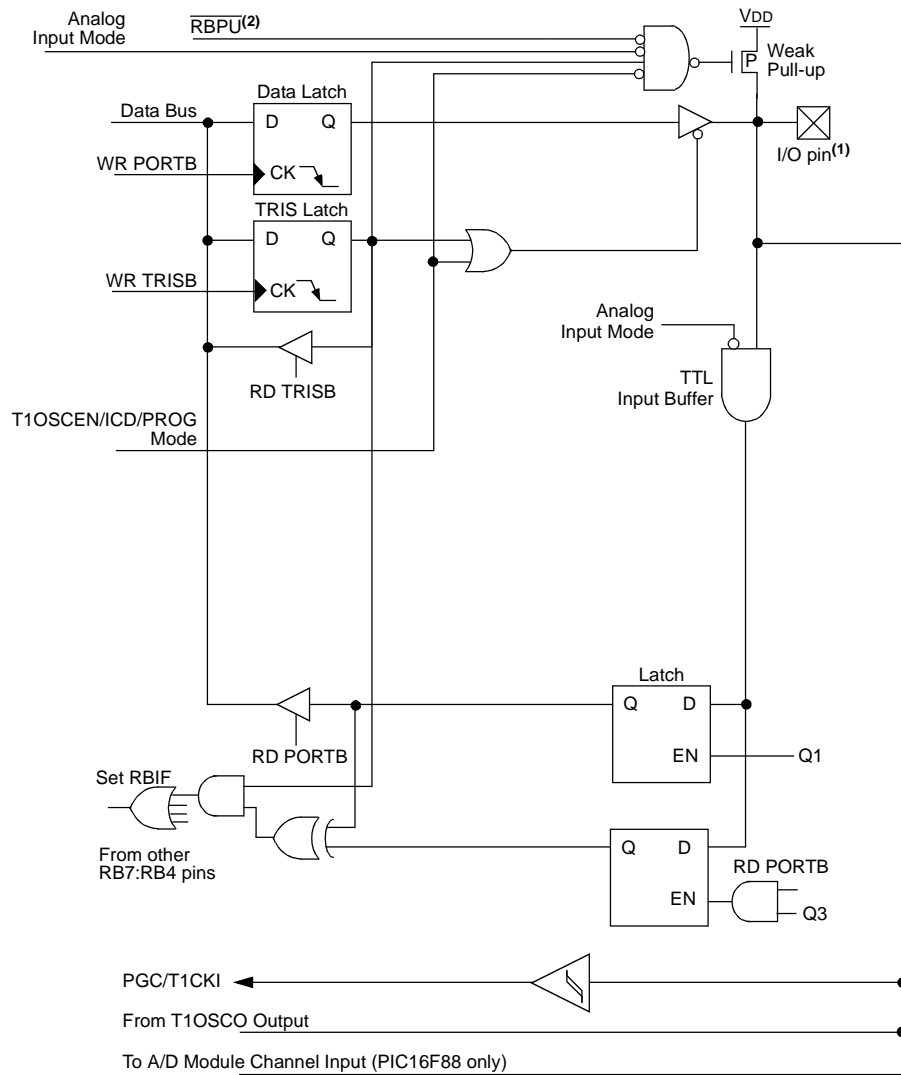 Analog
Input Mode
RBPU(2)
VDD
P
Weak
Pull-up
Data Latch
Data Bus
D Q
I/O pin(1)
WR PORTB
CK
TRIS Latch
D Q
WR TRISB
CK
Analog
Input Mode
RD TRISB
TTL
Input Buffer
T1OSCEN/ICD/PROG
Mode
Latch
Q D
RD PORTB
EN
Q1
Set RBIF
Q D
From other
RB7:RB4 pins
RD PORTB
EN
Q3
PGC/T1CKI
From T1OSCO Output
To A/D Module Channel Input (PIC16F88 only)